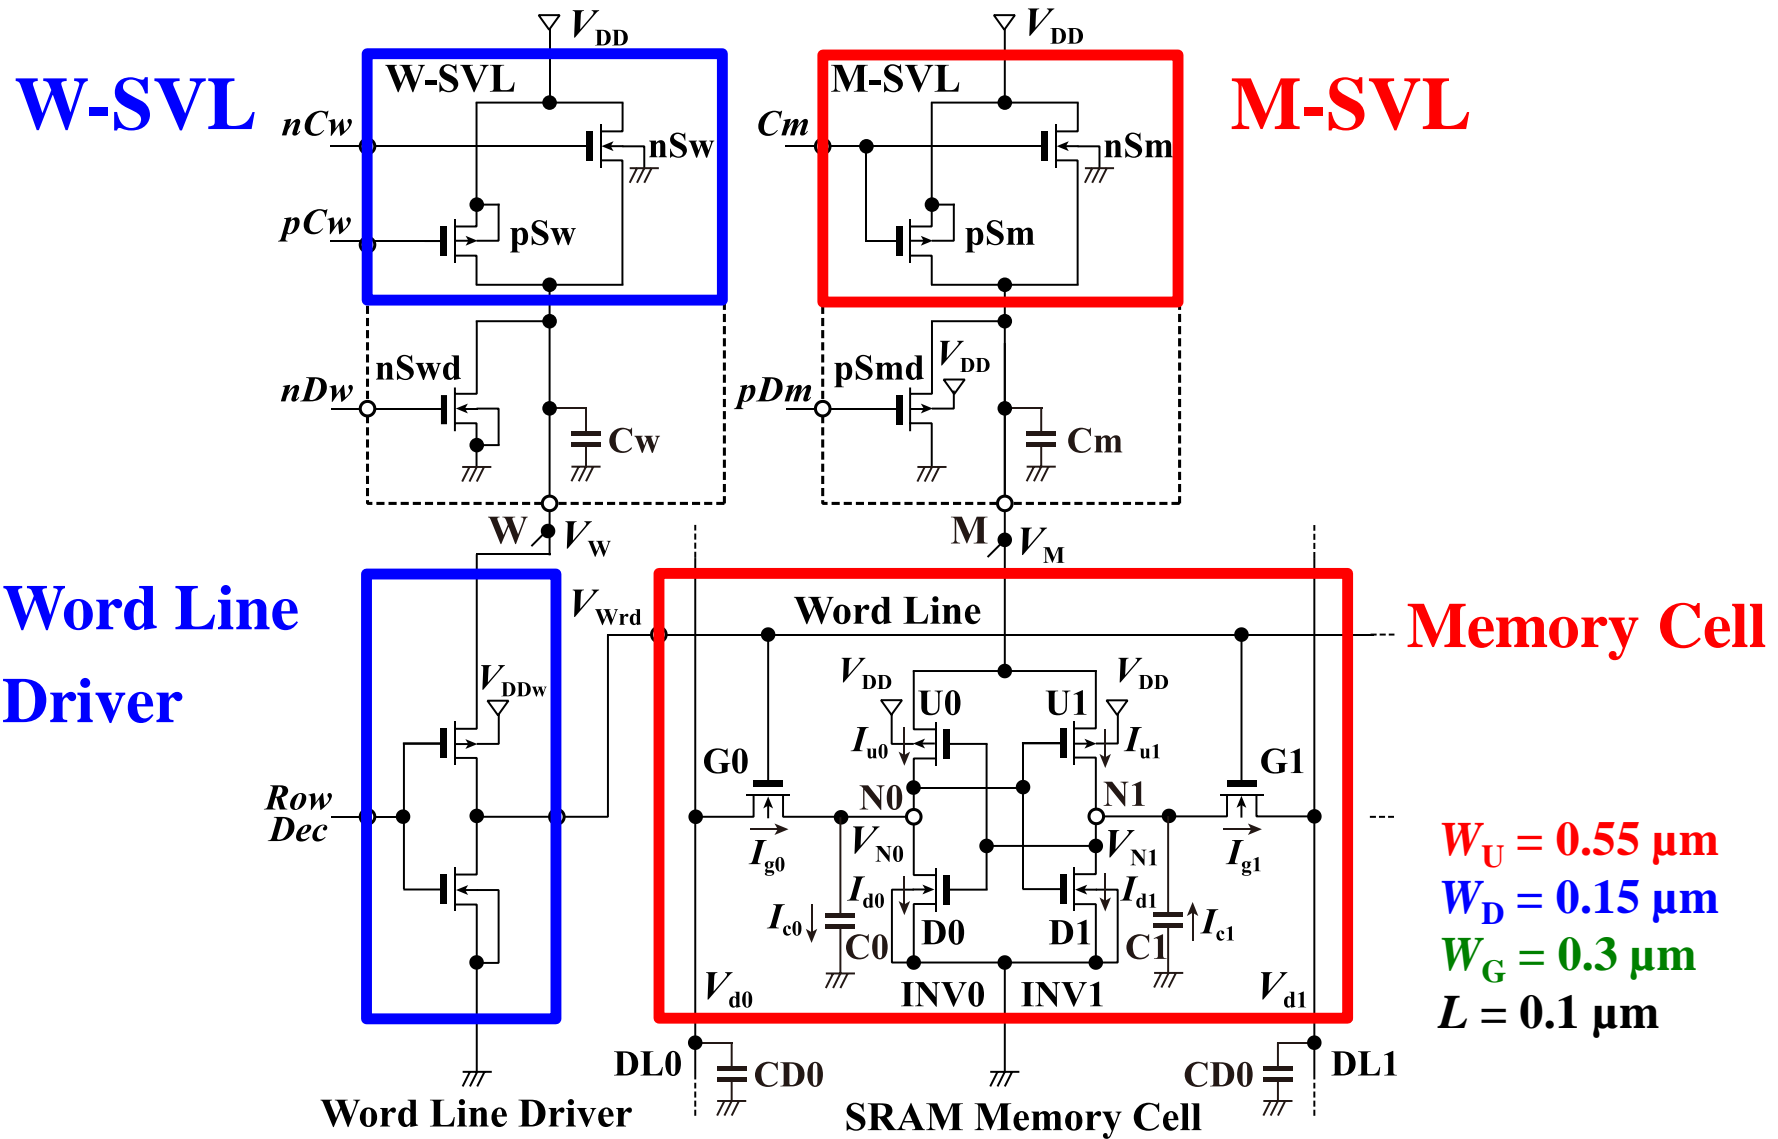 VDD
VDD
W-SVL
W-SVL
M-SVL
M-SVL
nCw
nSw
Cm
nSm
pCw
pSw
pSm
nSwd
nDw
Cw
pSmd
VDD
pDm
Cm
W
VW
M
VM
Word Line
Driver
VWrd
Word Line
Memory Cell
VDDw
VDD
U0
U1
VDD
Iu0
Iu1
G0
G1
Row
Dec
N0
N1
Ig0
VN0
VN1
Ig1
Id0
Id1
Ic0
C0
D0
D1
C1
Ic1
Vd0
INV0
INV1
Vd1
WU = 0.55 µm
WD = 0.15 µm
WG = 0.3 µm
L = 0.1 µm
DL0
CD0
CD0
DL1
Word Line Driver
SRAM Memory Cell